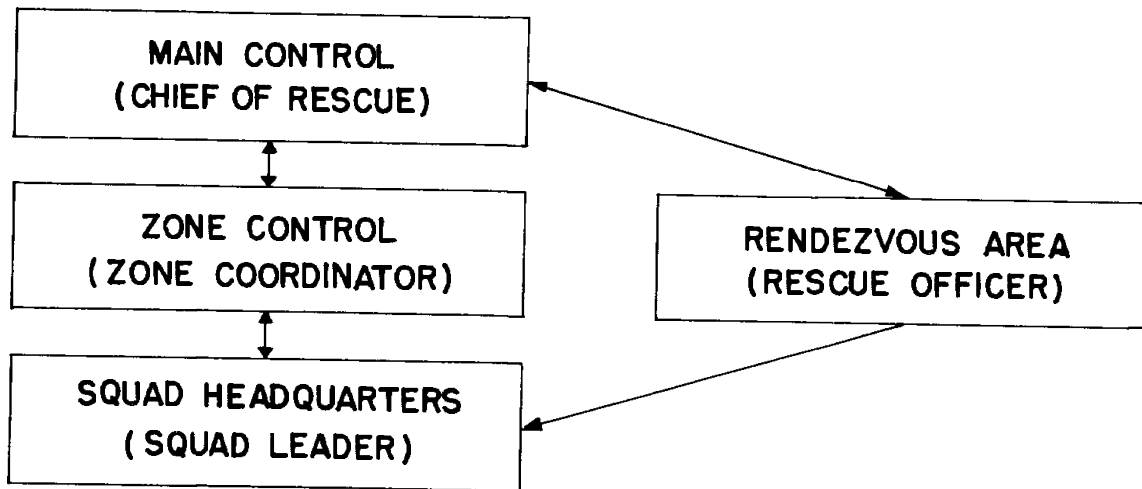 MAIN CONTROL
(CHIEF OF RESCUE)
ZONE CONTROL
(ZONE COORDINATOR)
SQUAD HEADQUARTERS
(SQUAD LEADER)
RENDEZVOUS AREA
(RESCUE OFFICER)